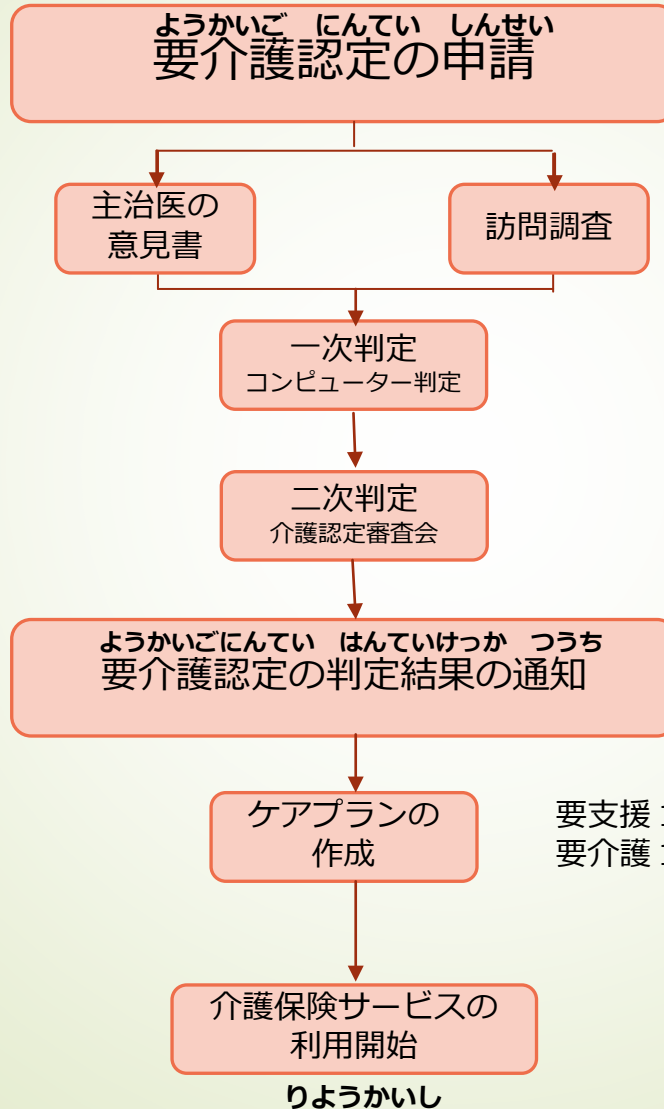 ようかいご にんてい しんせい
要介護認定の申請
主治医の
意見書
訪問調査
一次判定
コンピューター判定
二次判定
介護認定審査会
ようかいごにんてい はんていけっか つうち
要介護認定の判定結果の通知
ケアプランの
作成
要支援
要介護
介護保険サービスの
利用開始
りようかいし